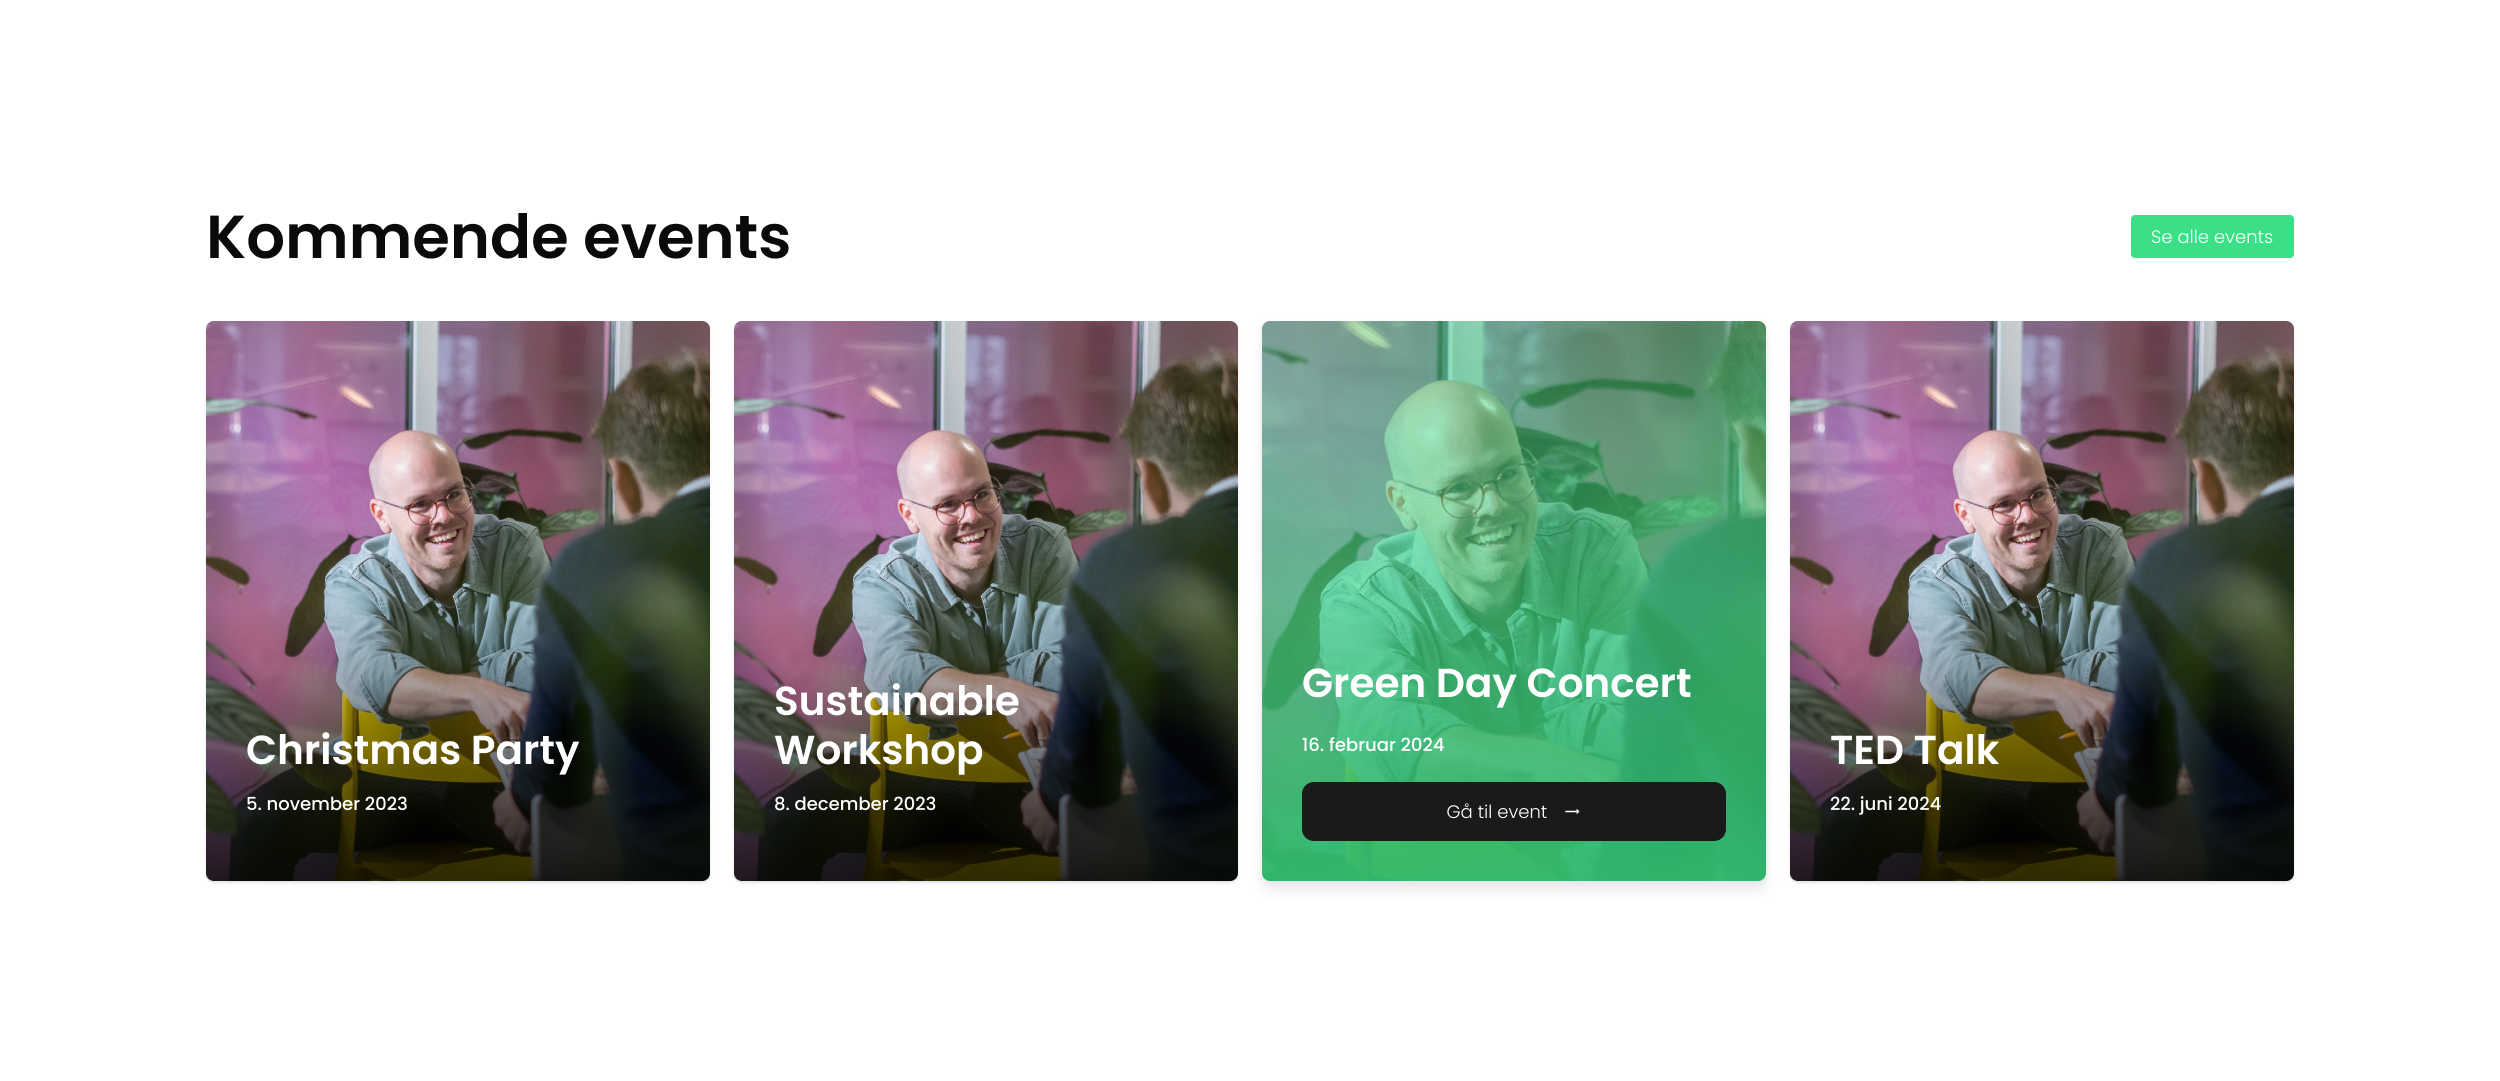 Kommende events
Se alle events
Christmas Party
5. november 2023
Sustainable
Workshop
8. december 2023
Green Day Concert
16. februar 2024
Gå til event →
TED Talk
22. juni 2024